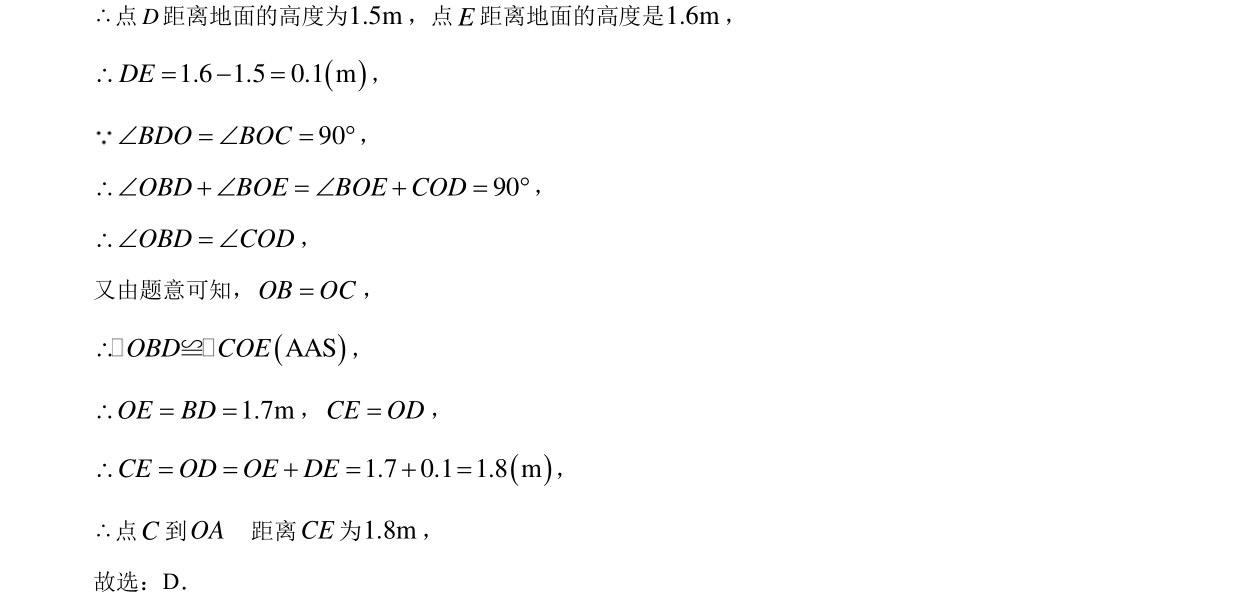 ∴点D距离地面的高度为1.5m，点E距离地面的高度是1.6m，
∴DE=1.6−1.5=0.1(m)，
∵∠BDO=∠BOC=90°，
∴∠OBD+∠BOE=∠BOE+COD=90°，
∴∠OBD=∠COD，
又由题意可知，OB=OC，
∴□OBD≌□COE(AAS)，
∴OE=BD=1.7m，CE=OD，
∴CE=OD=OE+DE=1.7+0.1=1.8(m)，
∴点C到OA 距离CE为1.8m，
故选：D．